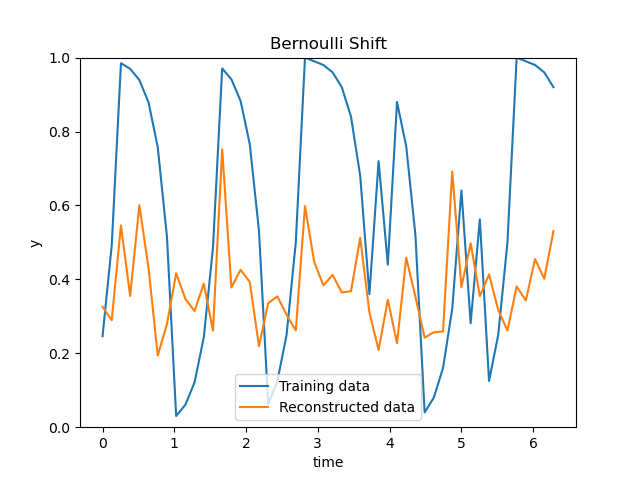 Bernoulli Shift
1.0
0.8
0.6
0.4
0.2
0.0
y
Training data
Reconstructed data
0 1 2 3 4 5 6
time